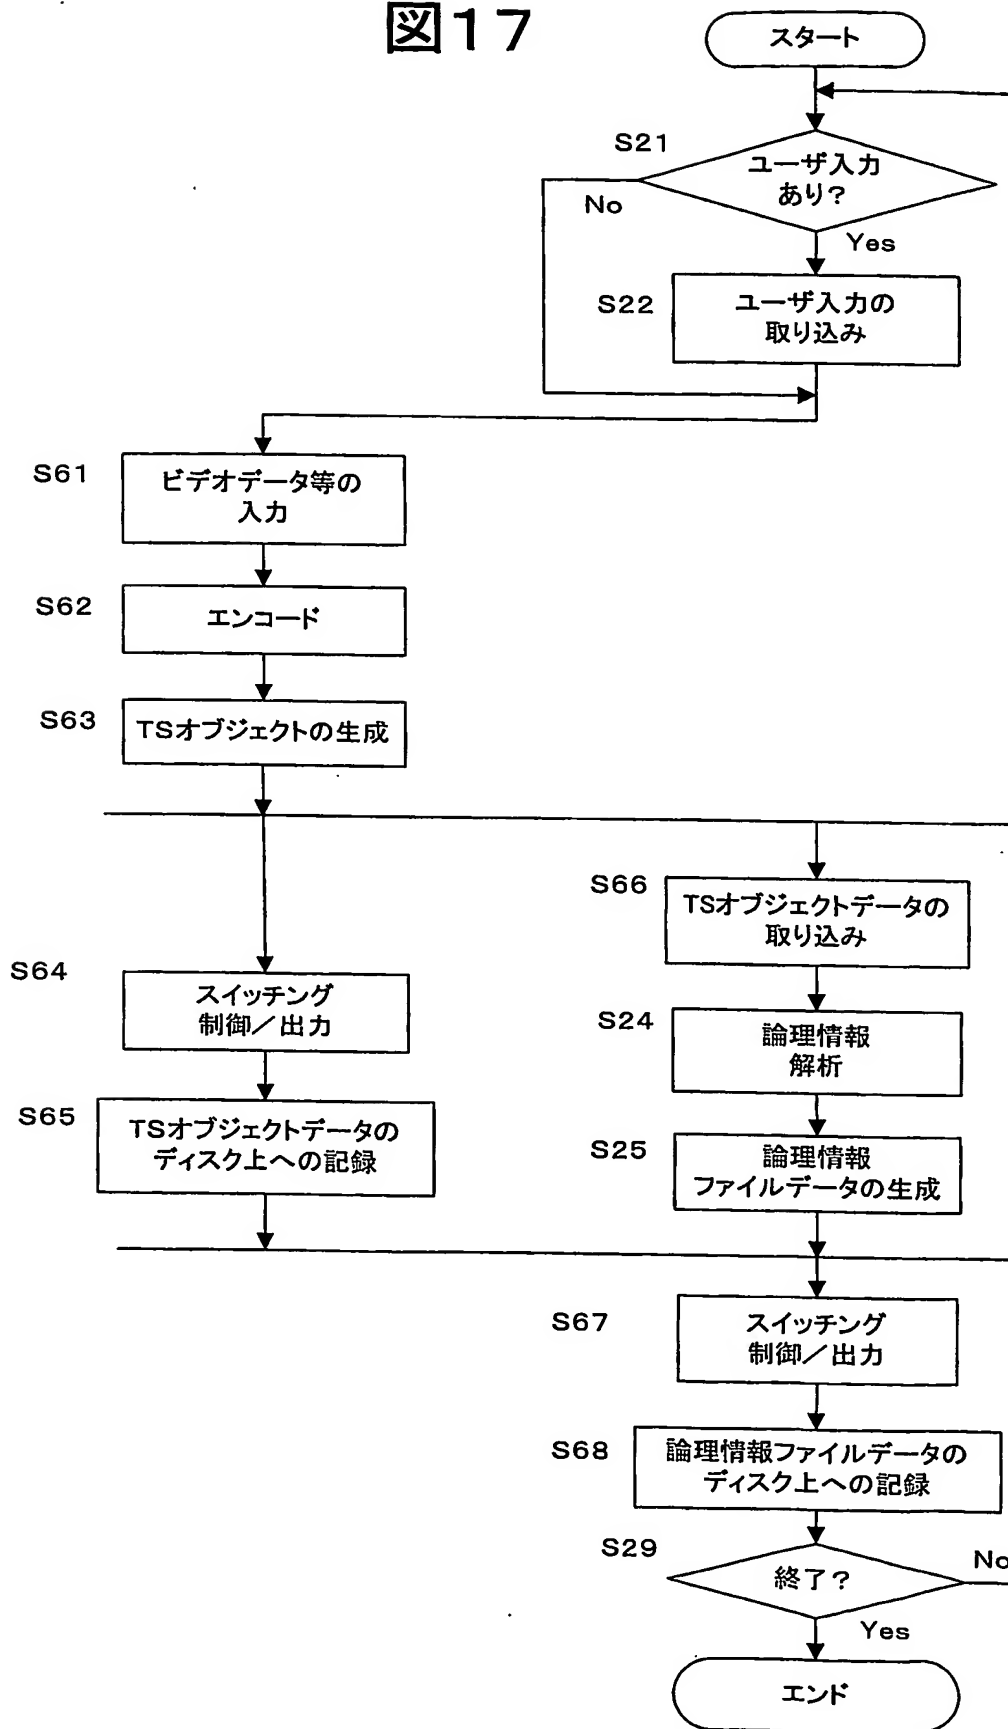 図17
スタート
S21
ユーザ入力
あり?
No
Yes
S22
ユーザ入力の
取り込み
S61
ビデオデータ等の
入力
S62
エンコード
S63
TSオブジェクトの生成
S66
TSオブジェクトデータの
取り込み
S64
スイッチング
制御/出力
S24
論理情報
解析
S65
TSオブジェクトデータの
ディスク上への記録
S25
論理情報
ファイルデータの生成
S67
スイッチング
制御/出力
S68
論理情報ファイルデータの
ディスク上への記録
S29
終了?
No
Yes
エンド